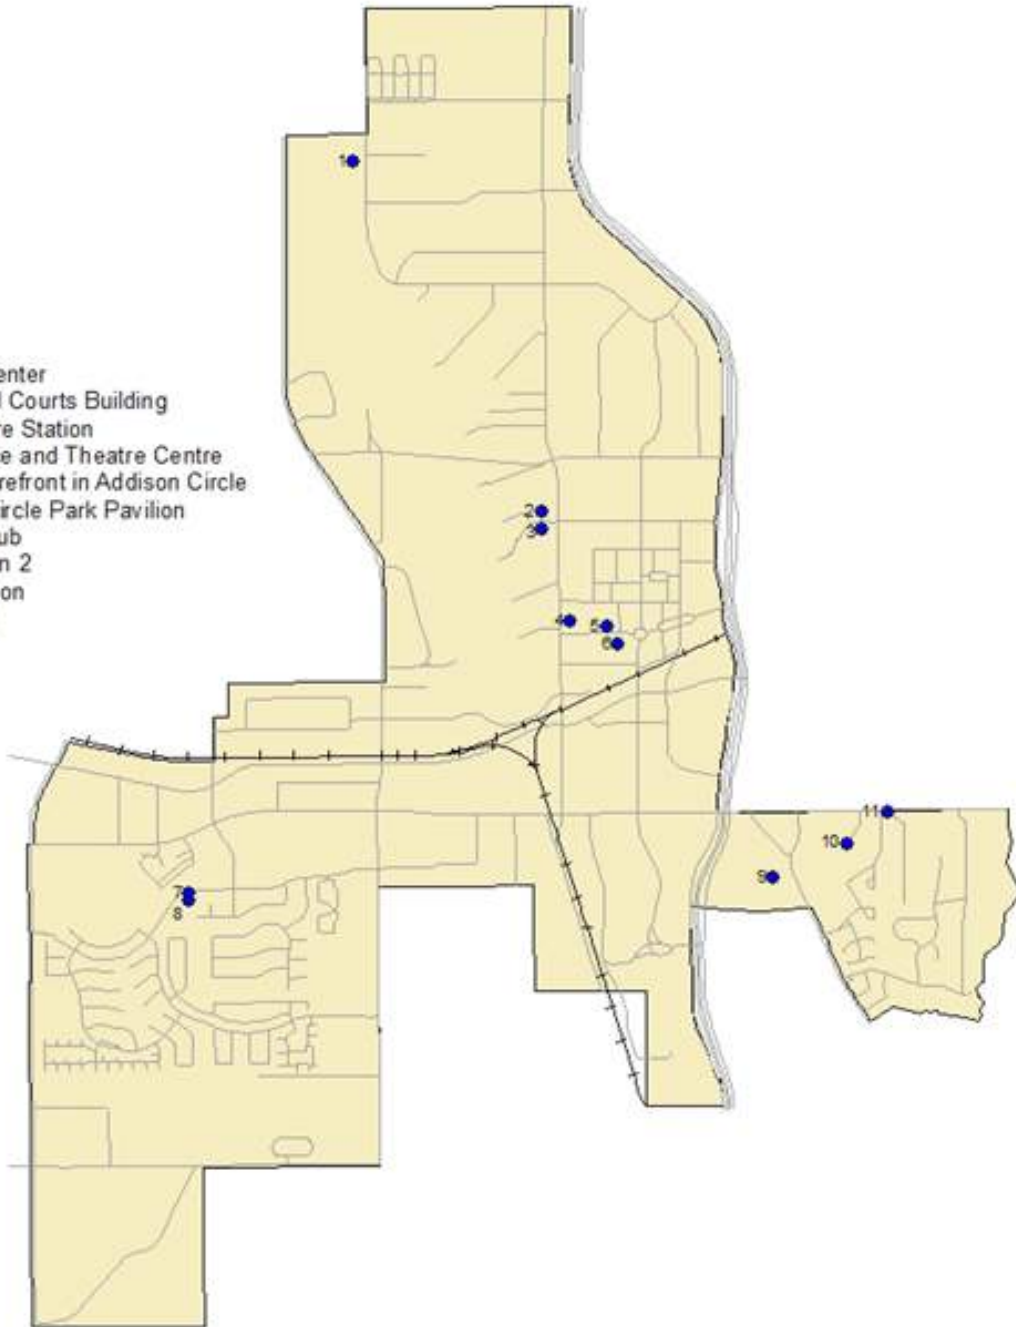 1
enter
Courts Building
re Station
e and Theatre Centre
refront in Addison Circle
ircle Park Pavilion
ub
n 2
on
2
3
4
5
6
11
10
9
7
8